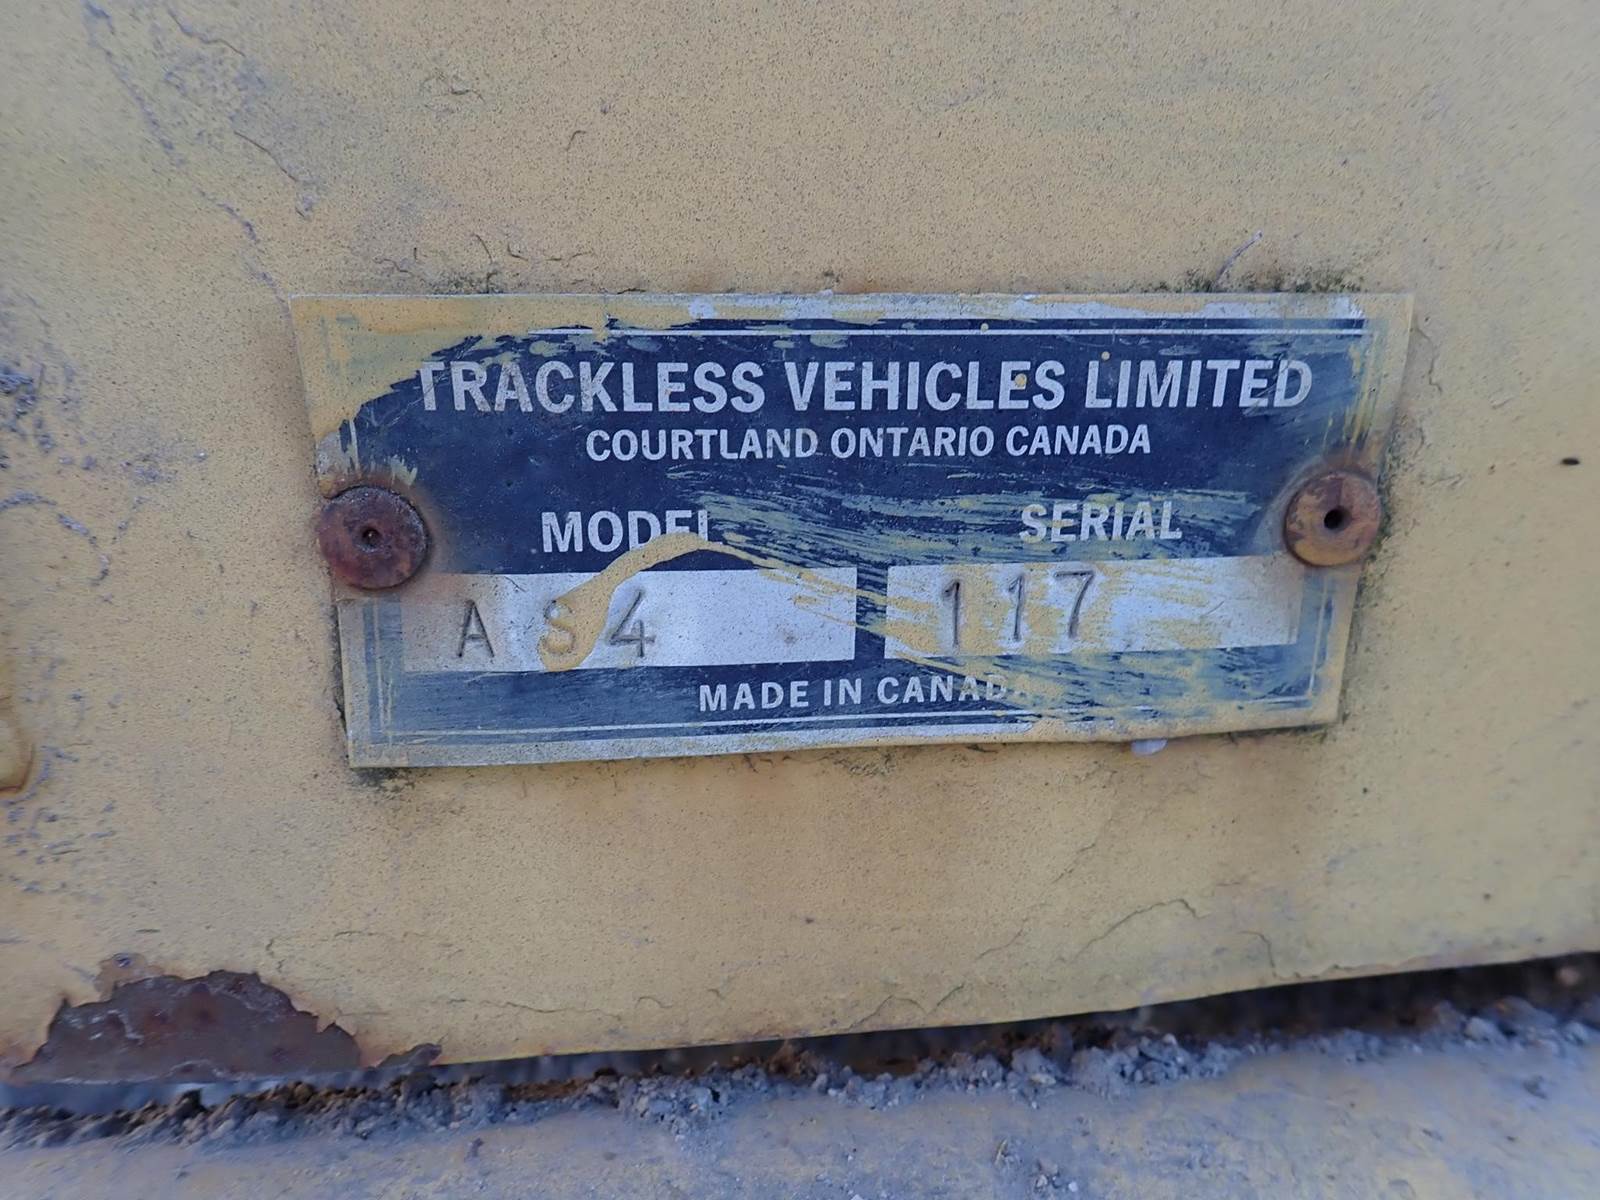 TRACKLESS VEHICLES LIMITED
COURTLAND ONTARIO CANADA
MODEL SERIAL
AS4 117
MADE IN CANADA